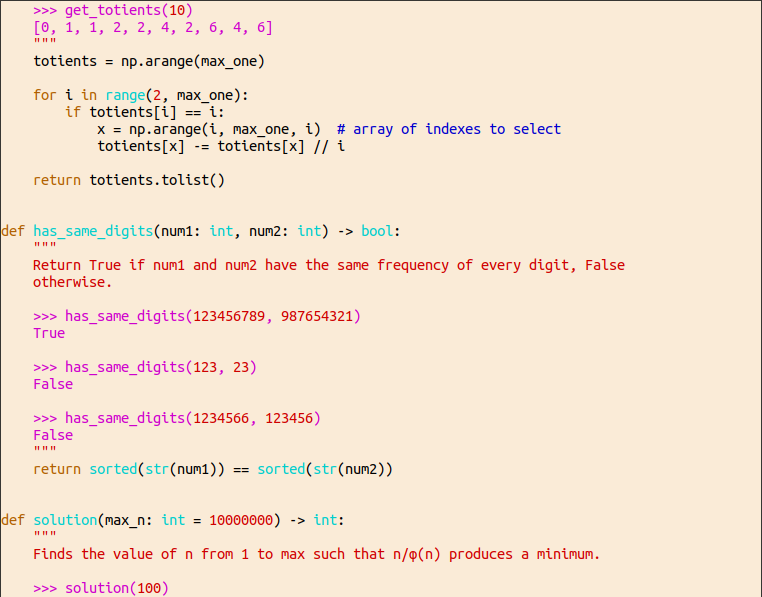 >>> get_totients(10)
    [0, 1, 1, 2, 2, 4, 2, 6, 4, 6]
    """
    totients = np.arange(max_one)

    for i in range(2, max_one):
        if totients[i] == i:
            x = np.arange(i, max_one, i)  # array of indexes to select
            totients[x] -= totients[x] // i

    return totients.tolist()


def has_same_digits(num1: int, num2: int) -> bool:
    """
    Return True if num1 and num2 have the same frequency of every digit, False
    otherwise.

    >>> has_same_digits(123456789, 987654321)
    True

    >>> has_same_digits(123, 23)
    False

    >>> has_same_digits(1234566, 123456)
    False
    """
    return sorted(str(num1)) == sorted(str(num2))


def solution(max_n: int = 10000000) -> int:
    """
    Finds the value of n from 1 to max such that n/φ(n) produces a minimum.

    >>> solution(100)